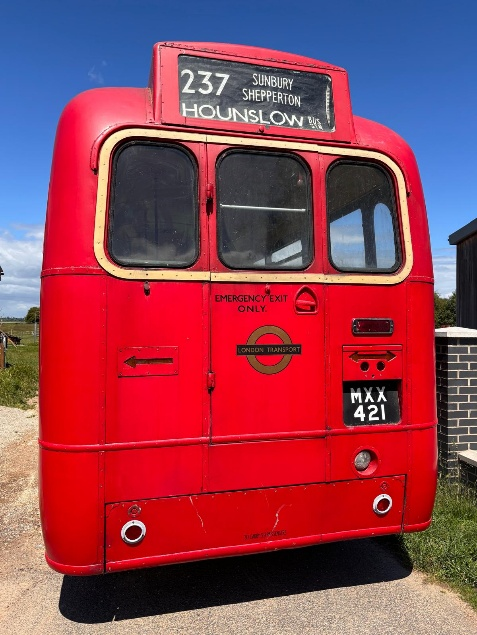 237
SUNBURY
SHEPPERTON
HOUNSLOW BUS
EMERGENCY EXIT
ONLY.
LONDON TRANSPORT
MXX
421